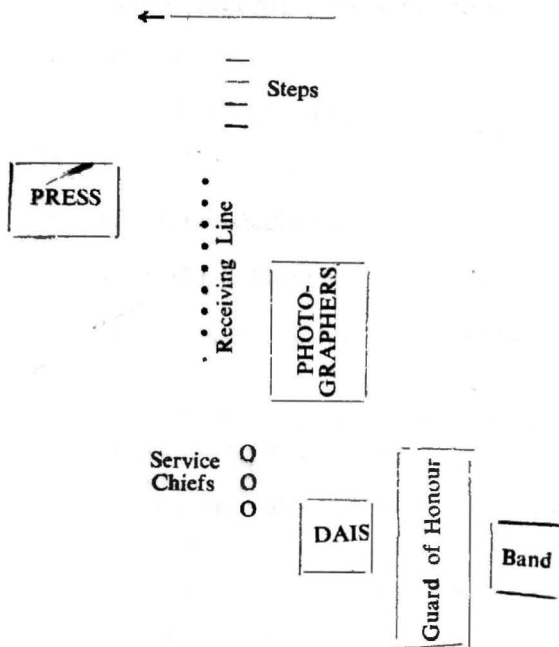 Steps
PRESS
Receiving Line
PHOTO-
GRAPHERS
Service
Chiefs
DAIS
Guard of Honour
Band